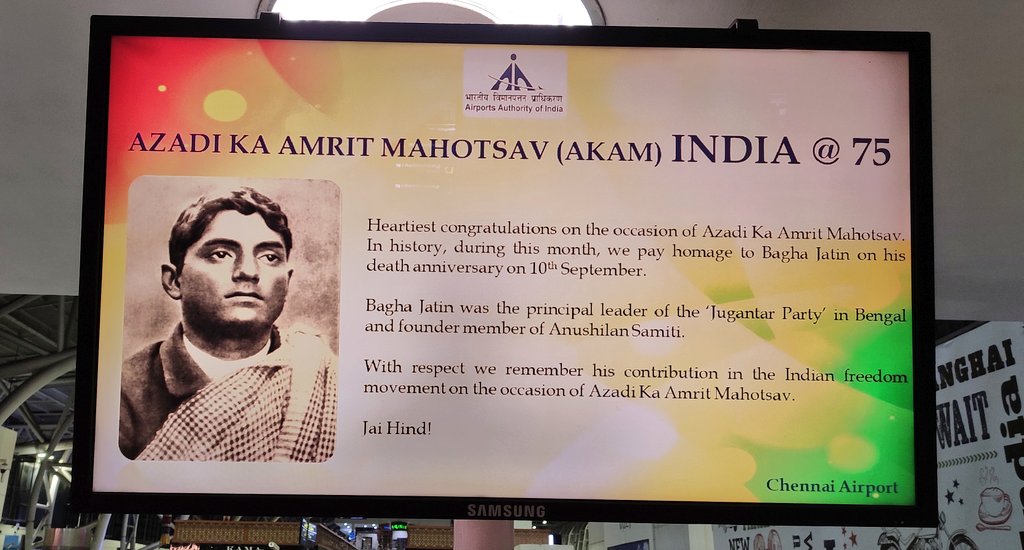 भारतीय विमानपत्तन प्राधिकरण
Airports Authority of India
AZADI KA AMRIT MAHOTSAV (AKAM) INDIA @ 75
Heartiest congratulations on the occasion of Azadi Ka Amrit Mahotsav.
In history, during this month, we pay homage to Bagha Jatin on his
death anniversary on 10th September.
Bagha Jatin was the principal leader of the ‘Jugantar Party’ in Bengal
and founder member of Anushilan Samiti.
With respect we remember his contribution in the Indian freedom
movement on the occasion of Azadi Ka Amrit Mahotsav.
Jai Hind!
Chennai Airport
SAMSUNG
WAIT
NEW